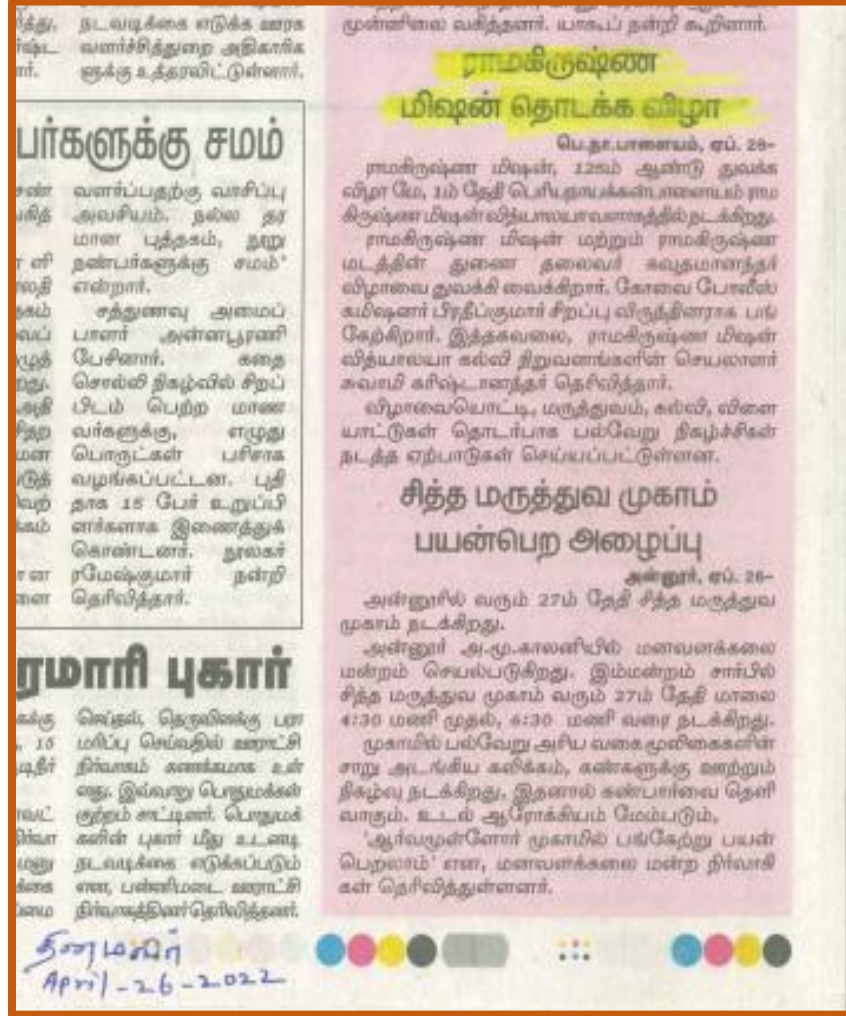 த்து. நடவடிக்கை எடுக்க ஊரக
வளர்ச்சித்துறை அதிகாரிக
ளுக்கு உத்தரவிட்டுள்ளார்.
பர்களுக்கு சமம்
வளர்ப்பதற்கு வாசிப்பு
அவசியம். நல்ல தர
மான புத்தகம், நூறு
நண்பர்களுக்கு சமம்'
என்றார்.
சத்துணவு அமைப்
பாளர் அன்னபூரணி
பேசினார். கதை
சொல்லி நிகழ்வில் சிறப்
பிடம் பெற்ற மாண
வர்களுக்கு, எழுது
பொருட்கள் பரிசாக
வழங்கப்பட்டன. புதி
தாக 15 பேர் உறுப்பி
னர்களாக இணைத்துக்
கொண்டனர். நூலகர்
ரமேஷ்குமார் நன்றி
தெரிவித்தார்.
ரமாரி புகார்
செய்தல், தெருவிளக்கு பரா
மரிப்பு செய்வதில் ஊராட்சி
நிர்வாகம் சுணக்கமாக உள்
ளது. இவ்வாறு பொதுமக்கள்
குற்றம் சாட்டினர். பொதுமக்
களின் புகார் மீது உடனடி
நடவடிக்கை எடுக்கப்படும்
என, பன்னிமடை ஊராட்சி
நிர்வாகத்தினர் தெரிவித்தனர்.
முன்னிலை வகித்தனர். யாகூப் நன்றி கூறினார்.
ராமகிருஷ்ண
மிஷன் தொடக்க விழா
பெ.நா.பாளையம், ஏப். 26-
ராமகிருஷ்ண மிஷன், 125ம் ஆண்டு துவக்க
விழா மே, 1ம் தேதி பெரியநாயக்கன்பாளையம் ராம
கிருஷ்ண மிஷன் வித்யாலயா வளாகத்தில் நடக்கிறது.
ராமகிருஷ்ண மிஷன் மற்றும் ராமகிருஷ்ண
மடத்தின் துணை தலைவர் கவுதமானந்தர்
விழாவை துவக்கி வைக்கிறார். கோவை போலீஸ்
கமிஷனர் பிரதீப்குமார் சிறப்பு விருந்தினராக பங்
கேற்கிறார். இத்தகவலை, ராமகிருஷ்ணா மிஷன்
வித்யாலயா கல்வி நிறுவனங்களின் செயலாளர்
சுவாமி கரிஷ்டானந்தர் தெரிவித்தார்.
விழாவையொட்டி, மருத்துவம், கல்வி, விளை
யாட்டுகள் தொடர்பாக பல்வேறு நிகழ்ச்சிகள்
நடத்த ஏற்பாடுகள் செய்யப்பட்டுள்ளன.
சித்த மருத்துவ முகாம்
பயன்பெற அழைப்பு
அன்னூர், ஏப். 26-
அன்னூரில் வரும் 27ம் தேதி சித்த மருத்துவ
முகாம் நடக்கிறது.
அன்னூர் அ.மு.காலனியில் மனவளக்கலை
மன்றம் செயல்படுகிறது. இம்மன்றம் சார்பில்
சித்த மருத்துவ முகாம் வரும் 27ம் தேதி மாலை
4:30 மணி முதல், 6:30 மணி வரை நடக்கிறது.
முகாமில் பல்வேறு அரிய வகை மூலிகைகளின்
சாறு அடங்கிய கலிக்கம், கண்களுக்கு ஊற்றும்
நிகழ்வு நடக்கிறது. இதனால் கண்பார்வை தெளி
வாகும். உடல் ஆரோக்கியம் மேம்படும்.
'ஆர்வமுள்ளோர் முகாமில் பங்கேற்று பயன்
பெறலாம்' என, மனவளக்கலை மன்ற நிர்வாகி
கள் தெரிவித்துள்ளனர்.
தினமலர்
April-26-2022